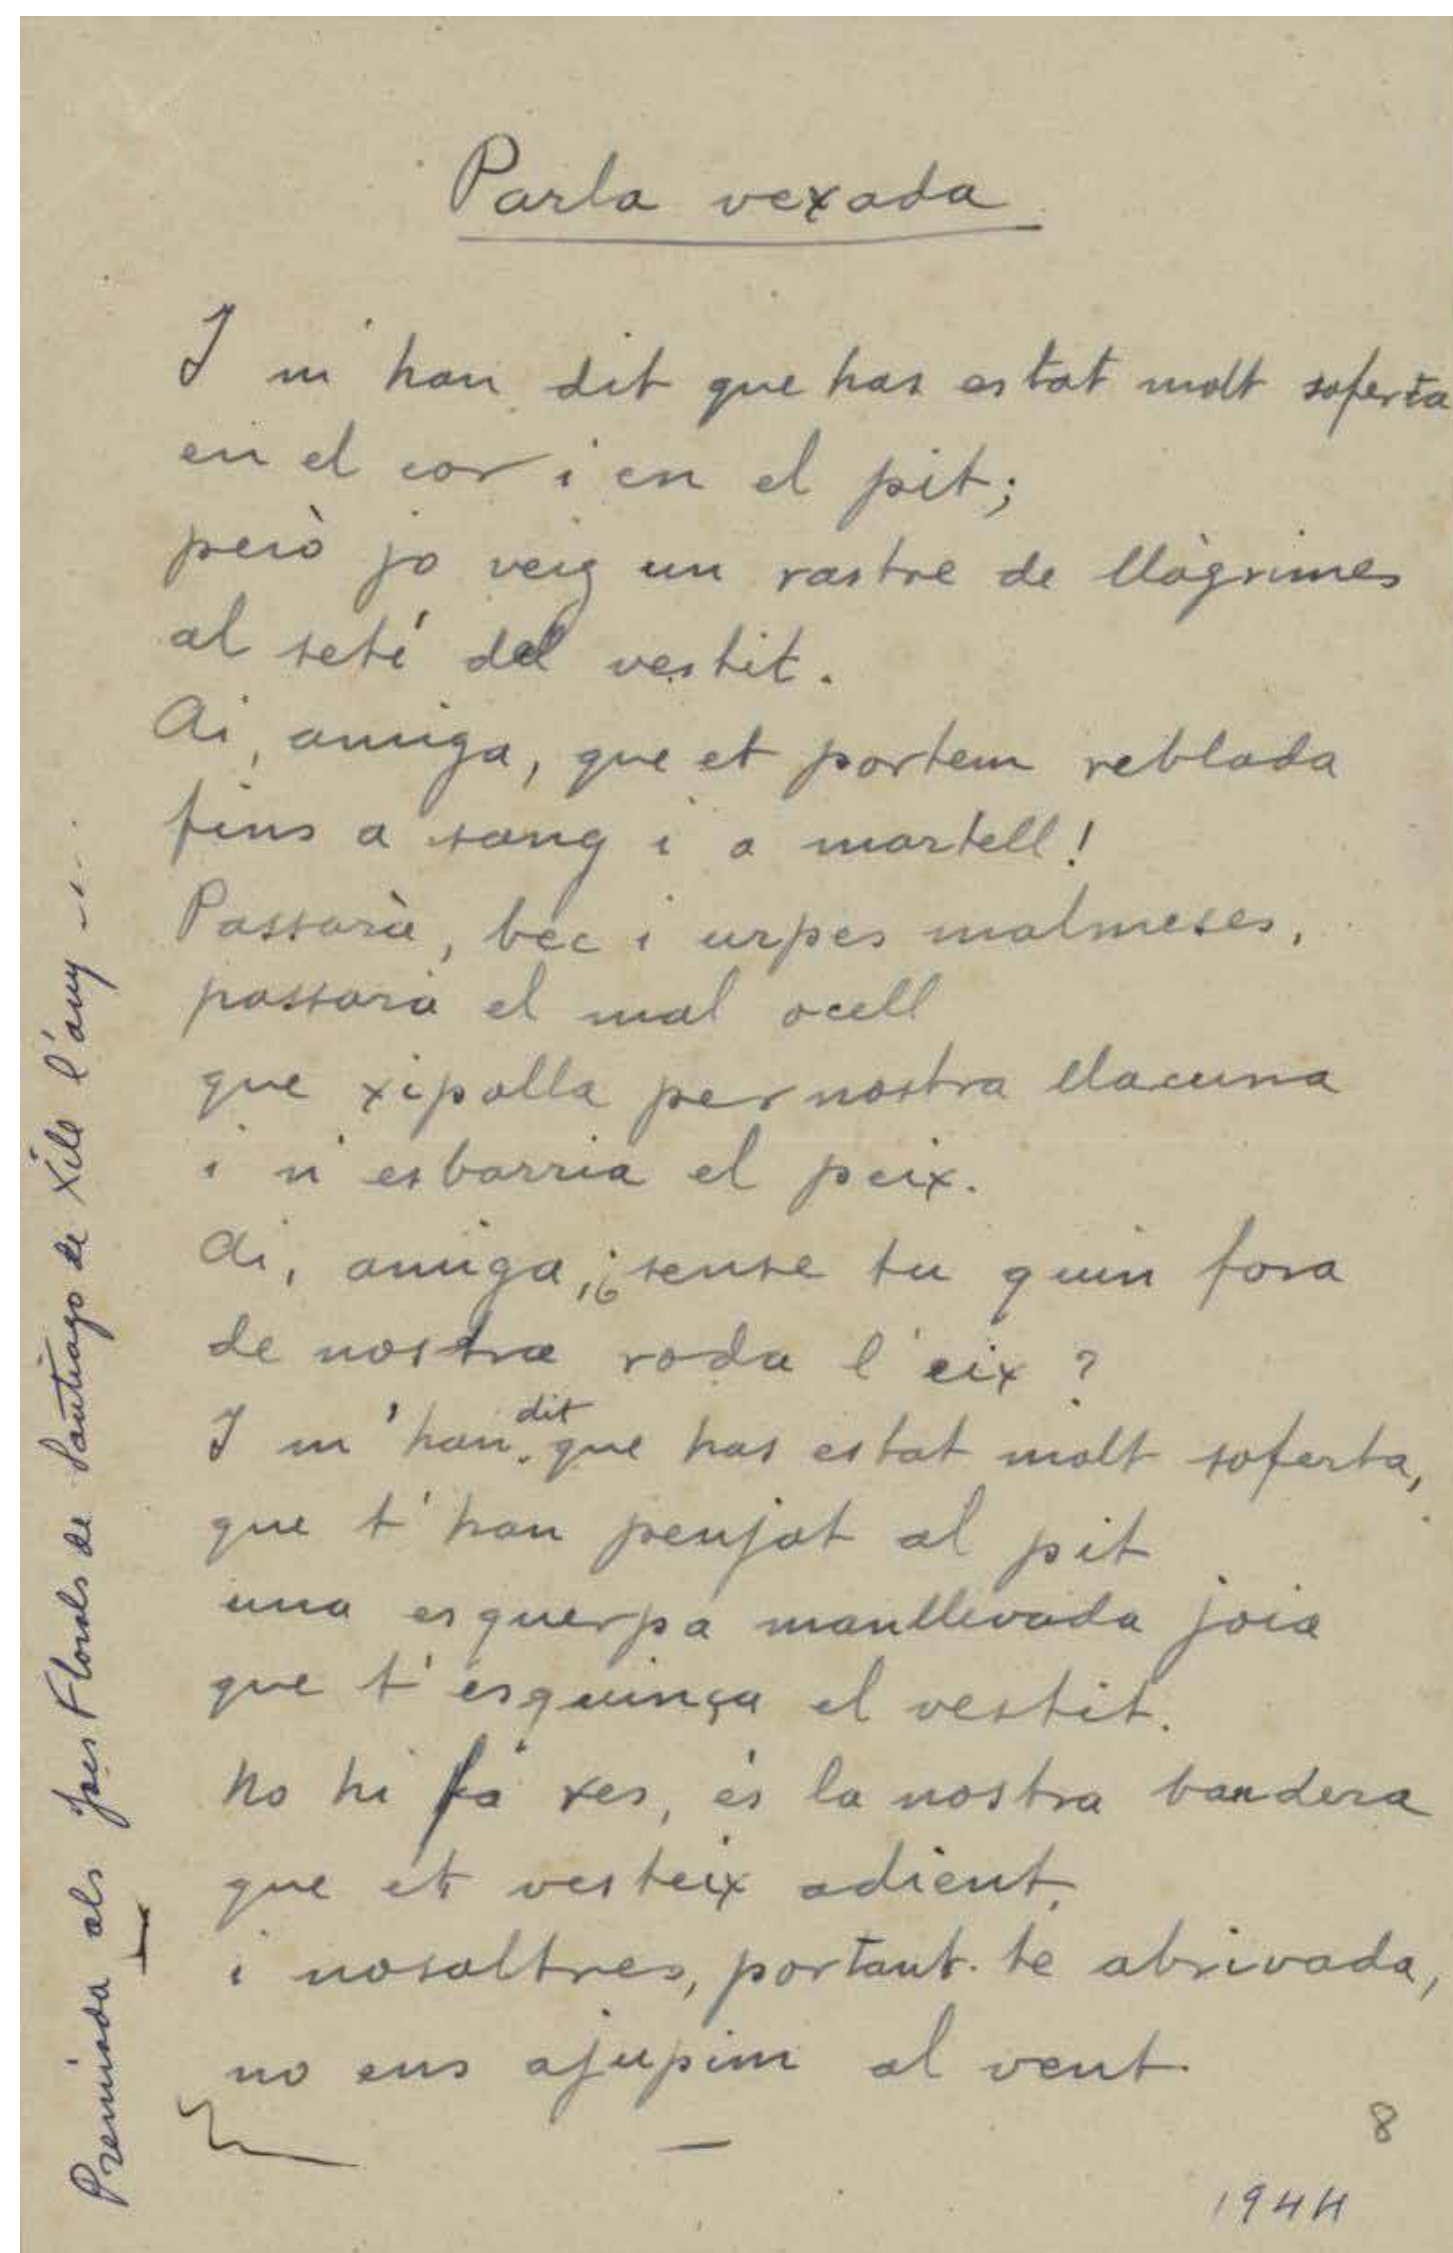 Parla vexada
I m'han dit que has estat molt soferta
en el cor i en el pit;
però jo veig un rastre de llàgrimes
al setí del vestit.
Ai, amiga, que et portem reblada
fins a sang i a martell!
Passarà, bec i urpes malmeses,
passarà el mal ocell
que xipolla per nostra llacuna
i n'esbarria el peix.
Ai, amiga, ¿sense tu quin fora
de nostra roda l'eix?
I m'han dit que has estat molt soferta,
que t'han penjat al pit
una esquerpa manllevada joia
que t'esquinça el vestit.
No hi fa res, és la nostra bandera
que et vesteix adient,
i nosaltres, portant-te abrivada,
no ens ajupim al vent.
8
1944
Premiada als Jocs Florals de Santiago de Xile l'any